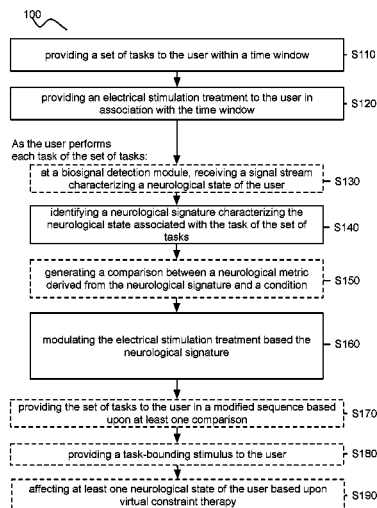 100
providing a set of tasks to the user within a time window
S110
providing an electrical stimulation treatment to the user in
association with the time window
S120
As the user performs
each task of the set of tasks:
at a biosignal detection module, receiving a signal stream
characterizing a neurological state of the user
S130
identifying a neurological signature characterizing the
neurological state associated with the task of the set of
tasks
S140
generating a comparison between a neurological metric
derived from the neurological signature and a condition
S150
modulating the electrical stimulation treatment based the
neurological signature
S160
providing the set of tasks to the user in a modified sequence based
upon at least one comparison
S170
providing a task-bounding stimulus to the user
S180
affecting at least one neurological state of the user based upon
virtual constraint therapy
S190